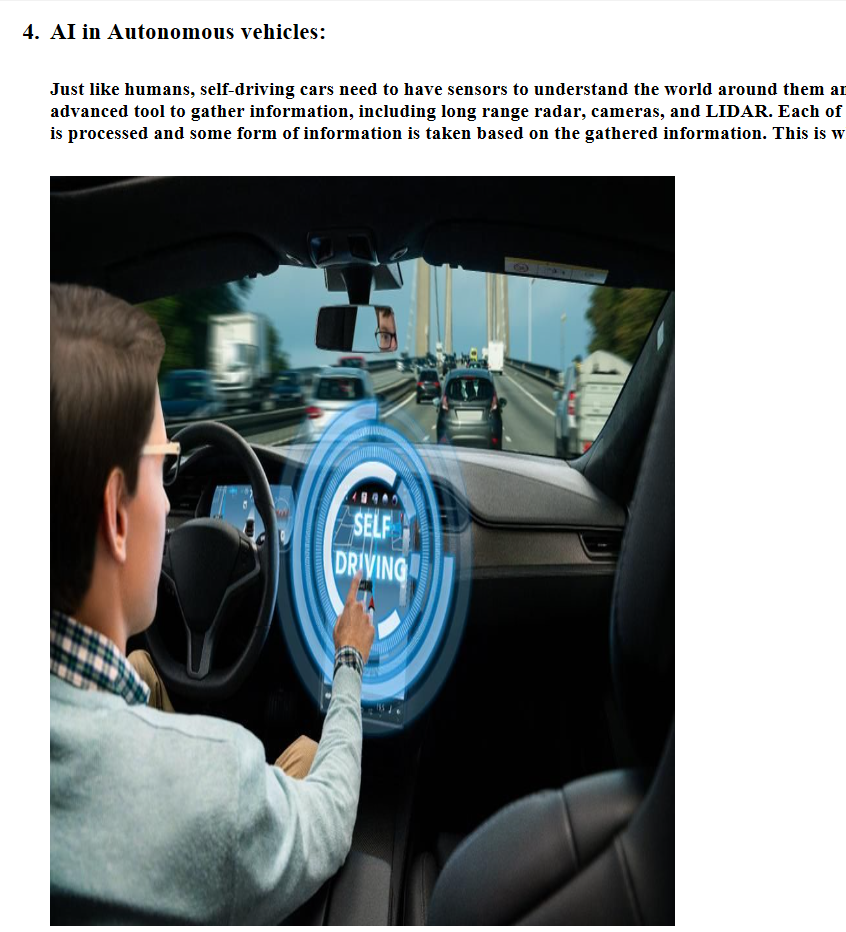 4. AI in Autonomous vehicles:
Just like humans, self-driving cars need to have sensors to understand the world around them
advanced tool to gather information, including long range radar, cameras, and LIDAR. Each of
is processed and some form of information is taken based on the gathered information. This is
SELF
DRIVING